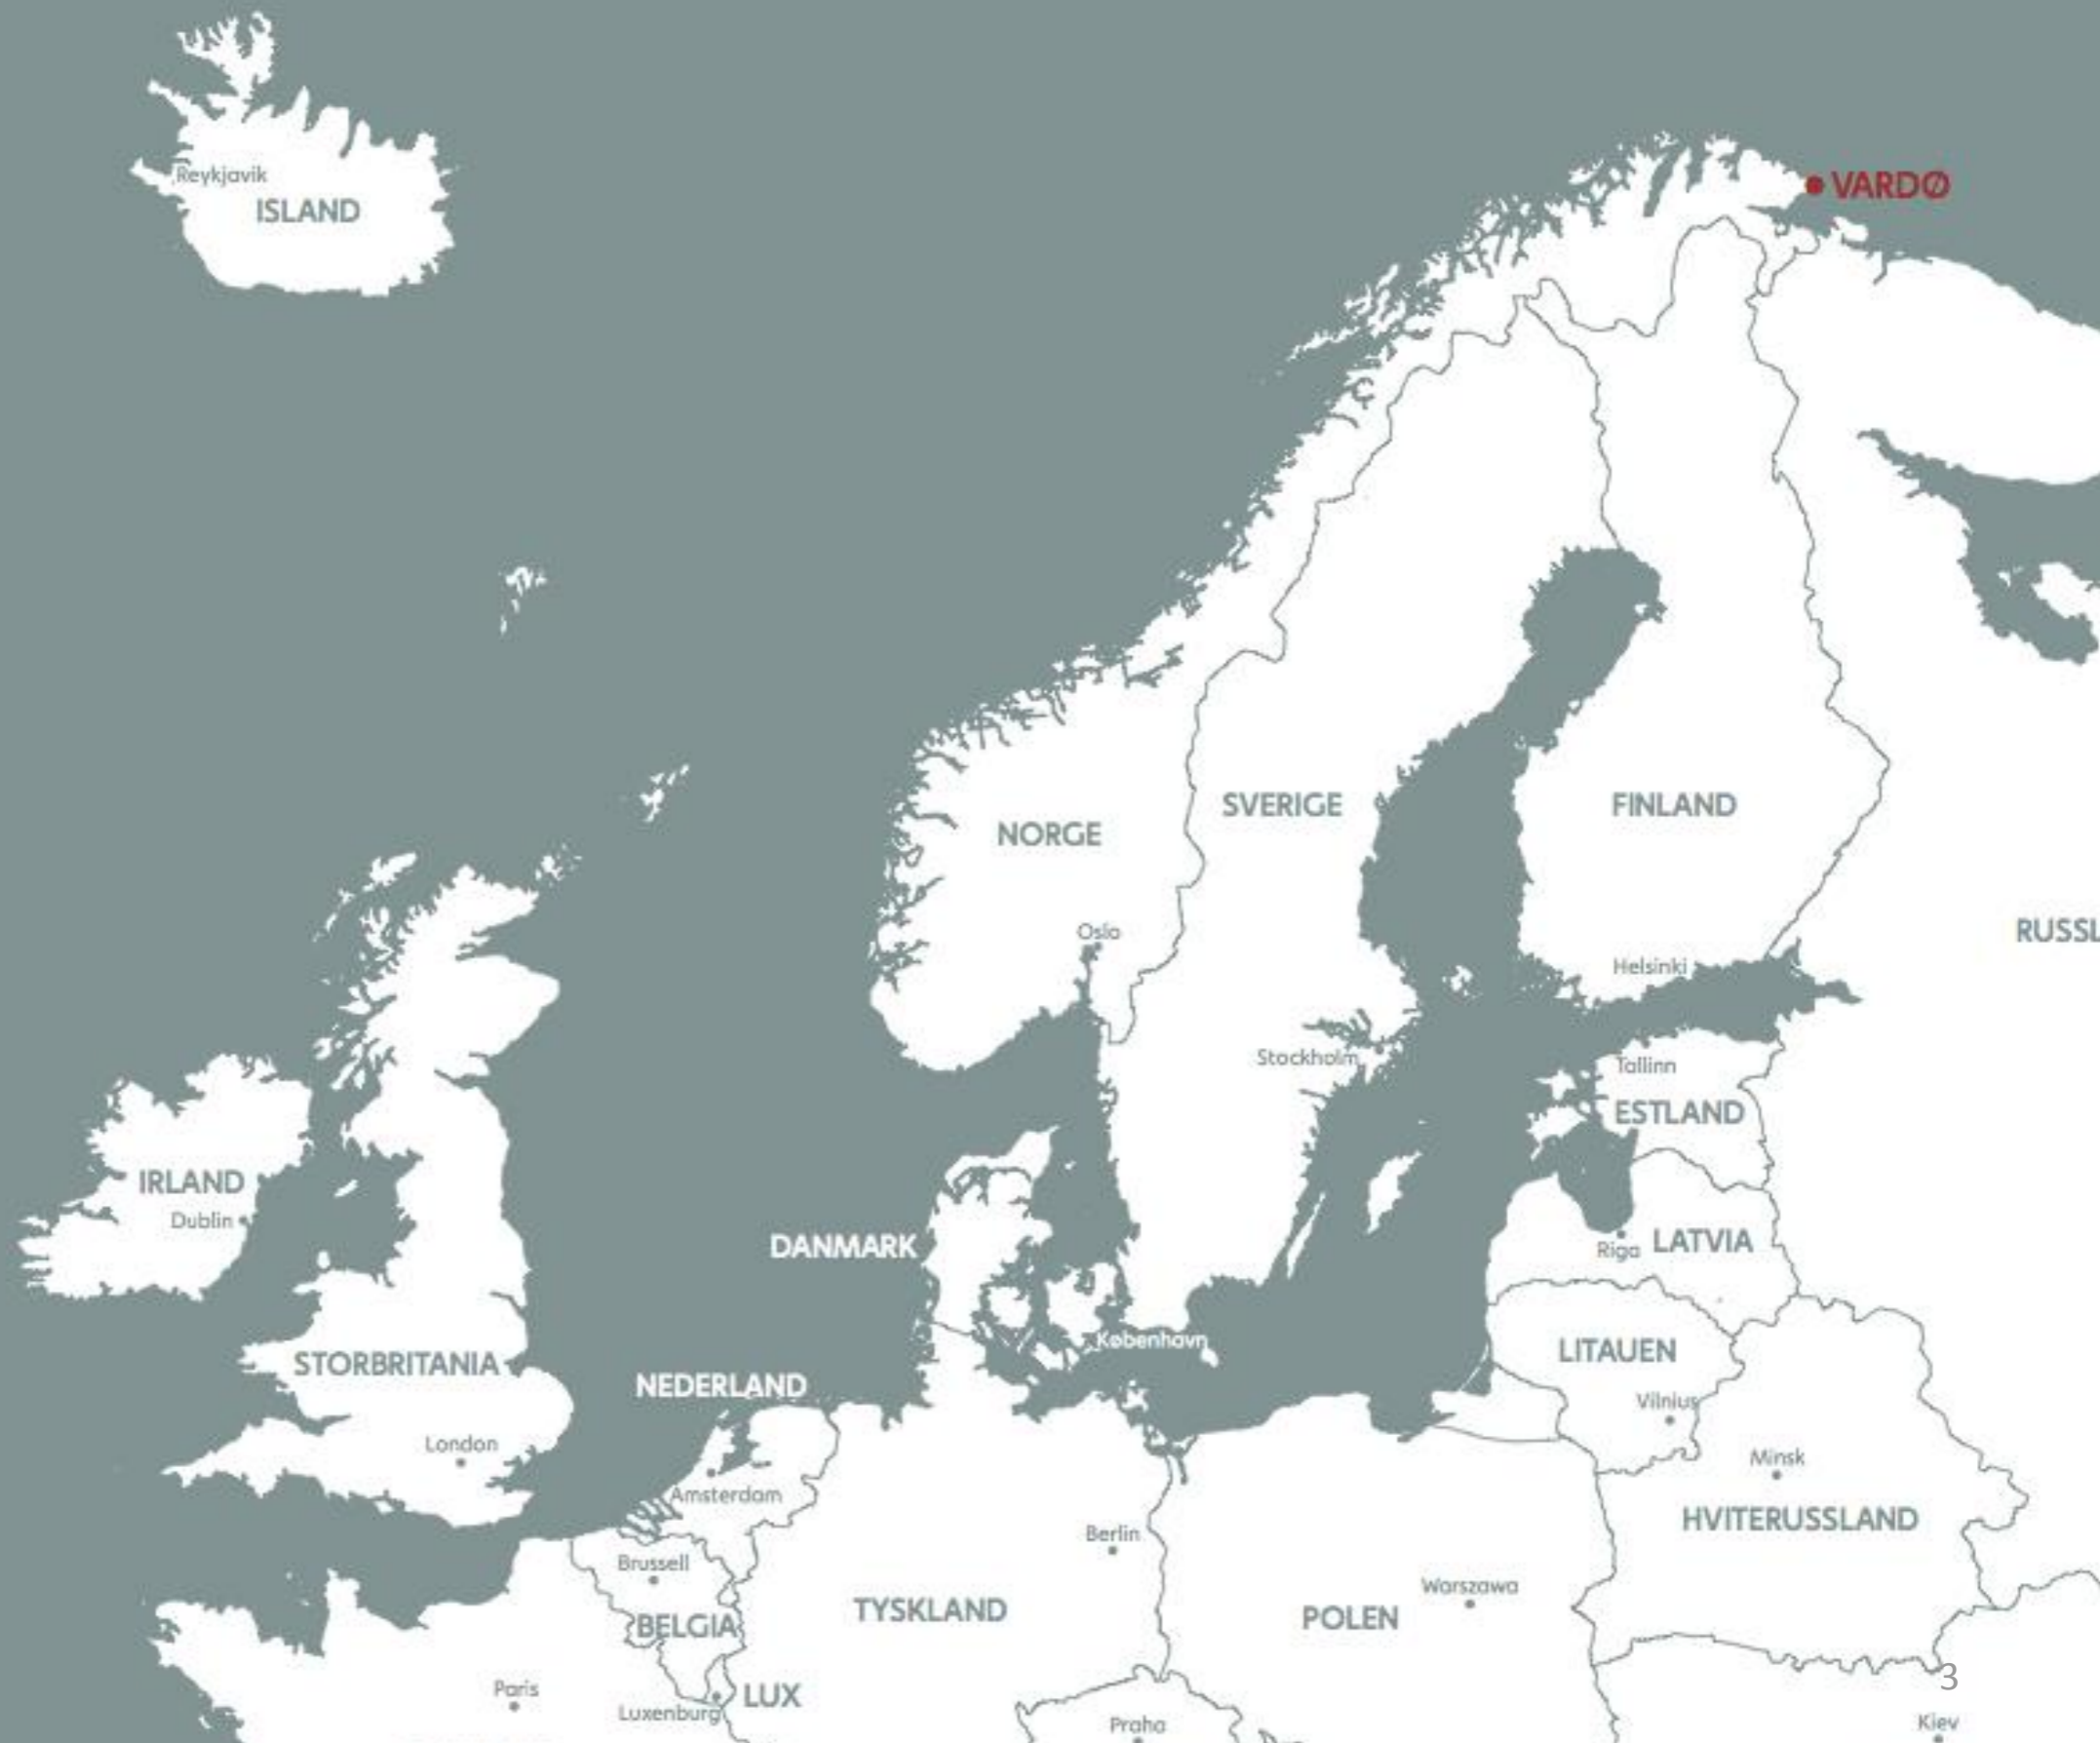 Reykjavik
ISLAND
VARDØ
NORGE
SVERIGE
FINLAND
RUSSL
Oslo
Helsinki
Stockholm
Tallinn
ESTLAND
IRLAND
Dublin
DANMARK
Riga
LATVIA
København
STORBRITANIA
LITAUEN
NEDERLAND
Vilnius
London
Minsk
Amsterdam
HVITERUSSLAND
Berlin
Brussell
Warszawa
BELGIA
TYSKLAND
POLEN
3
Paris
LUX
Luxenburg
Praha
Kiev